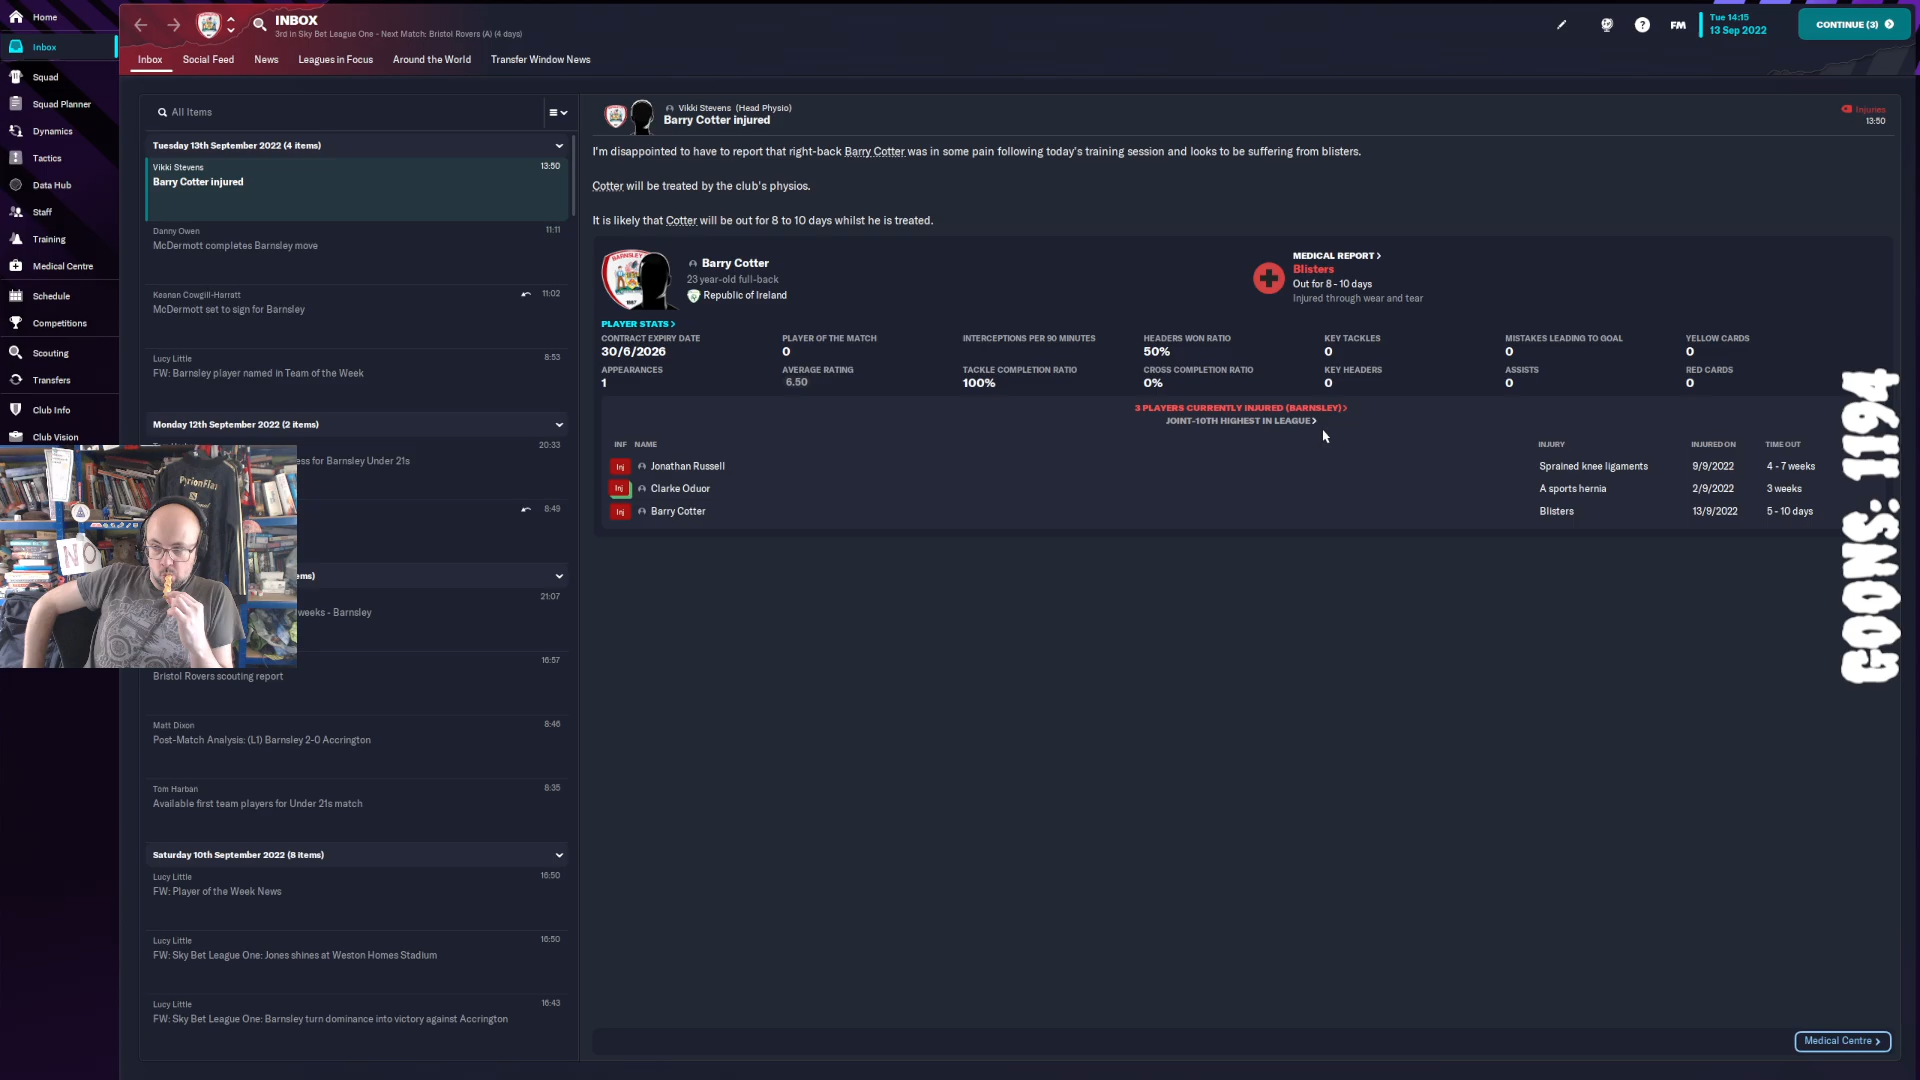 Home
Inbox
Squad
Squad Planner
Dynamics
Tactics
Data Hub
Staff
Training
Medical Centre
Schedule
Competitions
Scouting
Transfers
Club Info
Club Vision
INBOX
3rd in Sky Bet League One - Next Match: Bristol Rovers (A) (4 days)
FM
Tue 14:15
13 Sep 2022
CONTINUE (3)
Inbox
Social Feed
News
Leagues in Focus
Around the World
Transfer Window News
All Items
Tuesday 13th September 2022 (4 items)
Vikki Stevens 13:50
Barry Cotter injured
Danny Owen 11:11
McDermott completes Barnsley move
Keanan Cowgill-Harratt 11:02
McDermott set to sign for Barnsley
Lucy Little 8:53
FW: Barnsley player named in Team of the Week
Monday 12th September 2022 (2 items)
20:33
ess for Barnsley Under 21s
8:49
ems)
21:07
weeks - Barnsley
16:57
Bristol Rovers scouting report
Matt Dixon 8:46
Post-Match Analysis: (L1) Barnsley 2-0 Accrington
Tom Harban 8:35
Available first team players for Under 21s match
Saturday 10th September 2022 (8 items)
Lucy Little 16:50
FW: Player of the Week News
Lucy Little 16:50
FW: Sky Bet League One: Jones shines at Weston Homes Stadium
Lucy Little 16:43
FW: Sky Bet League One: Barnsley turn dominance into victory against Accrington
Vikki Stevens (Head Physio)
Barry Cotter injured
Injuries
13:50
I'm disappointed to have to report that right-back Barry Cotter was in some pain following today's training session and looks to be suffering from blisters.
Cotter will be treated by the club's physios.
It is likely that Cotter will be out for 8 to 10 days whilst he is treated.
BARNSLEY
Barry Cotter
23 year-old full-back
Republic of Ireland
MEDICAL REPORT >
Blisters
Out for 8 - 10 days
Injured through wear and tear
PLAYER STATS >
CONTRACT EXPIRY DATE PLAYER OF THE MATCH INTERCEPTIONS PER 90 MINUTES HEADERS WON RATIO KEY TACKLES MISTAKES LEADING TO GOAL YELLOW CARDS
30/6/2026 0 50% 0 0 0
APPEARANCES AVERAGE RATING TACKLE COMPLETION RATIO CROSS COMPLETION RATIO KEY HEADERS ASSISTS RED CARDS
1 6.50 100% 0% 0 0 0
3 PLAYERS CURRENTLY INJURED (BARNSLEY) >
JOINT-10TH HIGHEST IN LEAGUE >
INF NAME INJURY INJURED ON TIME OUT
Inj Jonathan Russell Sprained knee ligaments 9/9/2022 4 - 7 weeks
Inj Clarke Oduor A sports hernia 2/9/2022 3 weeks
Inj Barry Cotter Blisters 13/9/2022 5 - 10 days
Medical Centre >
GOONS: 1194
PyrionFlax
NO